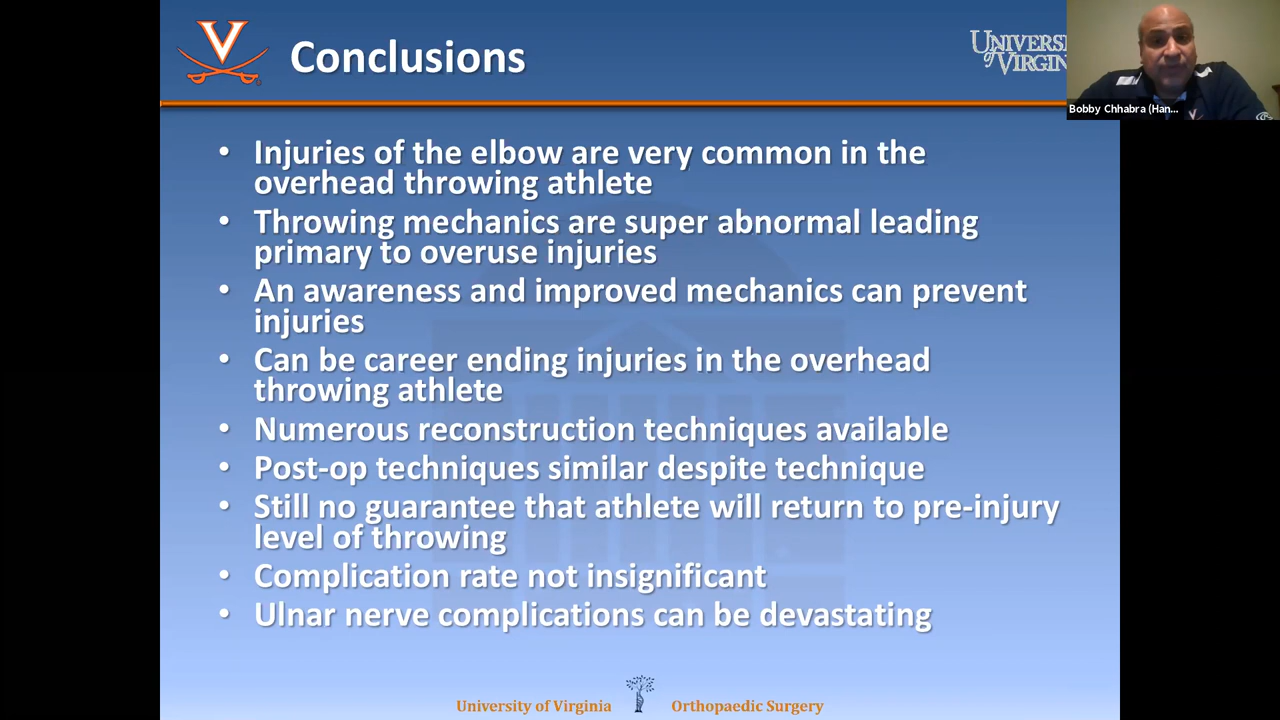 Conclusions
UNIVERS
of VIRGIN
Bobby Chhabra (Han...
• Injuries of the elbow are very common in the
overhead throwing athlete
• Throwing mechanics are super abnormal leading
primary to overuse injuries
• An awareness and improved mechanics can prevent
injuries
• Can be career ending injuries in the overhead
throwing athlete
• Numerous reconstruction techniques available
• Post-op techniques similar despite technique
• Still no guarantee that athlete will return to pre-injury
level of throwing
• Complication rate not insignificant
• Ulnar nerve complications can be devastating
University of Virginia Orthopaedic Surgery